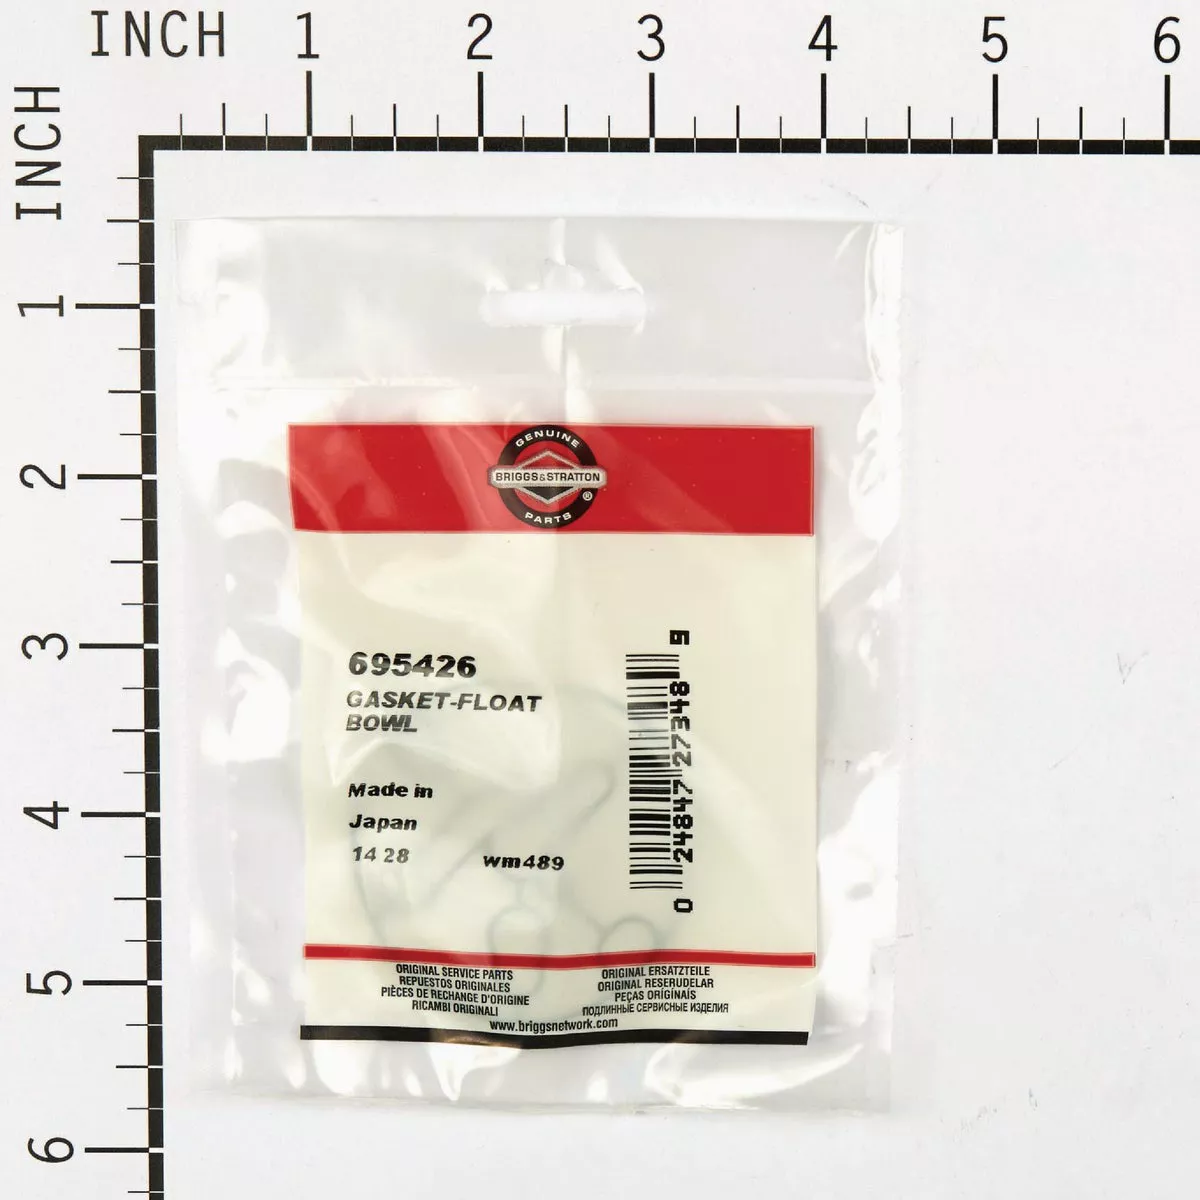 INCH 1 2 3 4 5 6
INCH
1
2
3
4
5
6
GENUINE
BRIGGS&STRATTON
®
PARTS
695426
GASKET-FLOAT
BOWL
Made in
Japan
14 28 wm489
0 24847 27348 9
ORIGINAL SERVICE PARTS
REPUESTOS ORIGINALES
PIÈCES DE RECHANGE D'ORIGINE
RICAMBI ORIGINALI
ORIGINAL ERSATZTEILE
ORIGINAL RESERUDELAR
PEÇAS ORIGINAIS
ПОДЛИННЫЕ СЕРВИСНЫЕ ИЗДЕЛИЯ
www.briggsnetwork.com